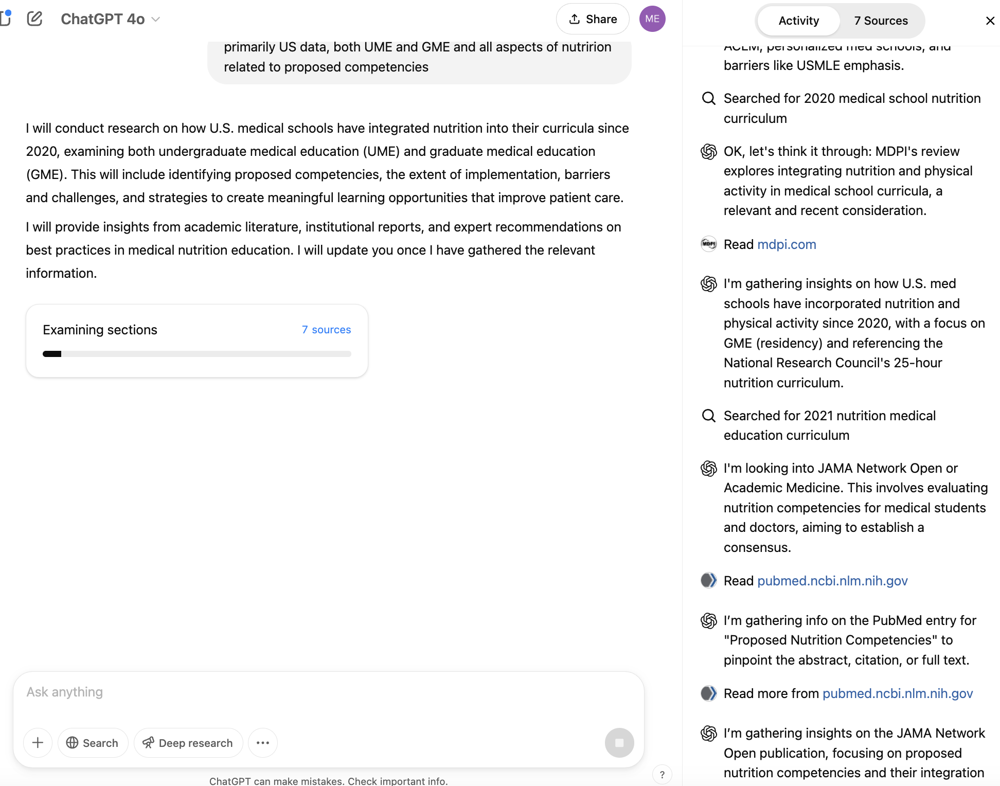 ChatGPT 4o
Share
ME
primarily US data, both UME and GME and all aspects of nutririon
related to proposed competencies
I will conduct research on how U.S. medical schools have integrated nutrition into their curricula since
2020, examining both undergraduate medical education (UME) and graduate medical education
(GME). This will include identifying proposed competencies, the extent of implementation, barriers
and challenges, and strategies to create meaningful learning opportunities that improve patient care.
I will provide insights from academic literature, institutional reports, and expert recommendations on
best practices in medical nutrition education. I will update you once I have gathered the relevant
information.
Examining sections
7 sources
Ask anything
Search
Deep research
ChatGPT can make mistakes. Check important info.
?
Activity
7 Sources
ACLM, personalized med schools, and
barriers like USMLE emphasis.
Searched for 2020 medical school nutrition
curriculum
OK, let's think it through: MDPI's review
explores integrating nutrition and physical
activity in medical school curricula, a
relevant and recent consideration.
MDPI
Read mdpi.com
I'm gathering insights on how U.S. med
schools have incorporated nutrition and
physical activity since 2020, with a focus on
GME (residency) and referencing the
National Research Council's 25-hour
nutrition curriculum.
Searched for 2021 nutrition medical
education curriculum
I'm looking into JAMA Network Open or
Academic Medicine. This involves evaluating
nutrition competencies for medical students
and doctors, aiming to establish a
consensus.
Read pubmed.ncbi.nlm.nih.gov
I’m gathering info on the PubMed entry for
"Proposed Nutrition Competencies" to
pinpoint the abstract, citation, or full text.
Read more from pubmed.ncbi.nlm.nih.gov
I’m gathering insights on the JAMA Network
Open publication, focusing on proposed
nutrition competencies and their integration